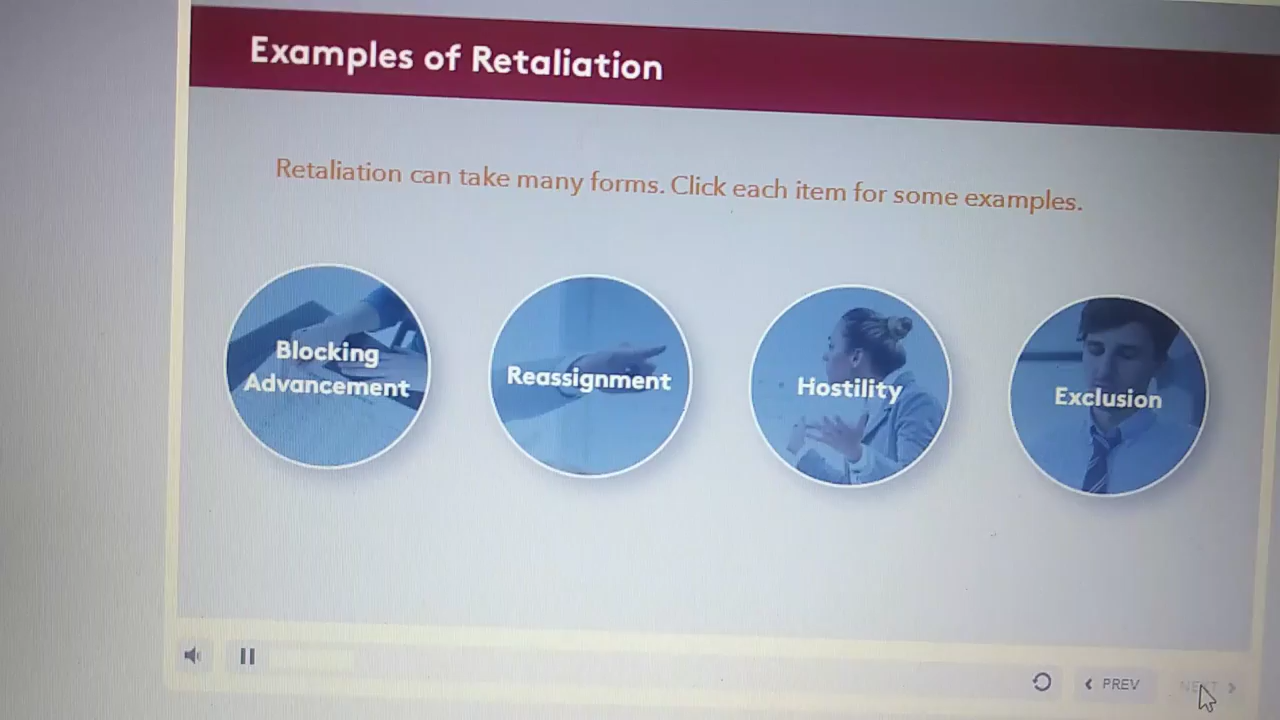 Examples of Retaliation
Retaliation can take many forms. Click each item for some examples.
Blocking
Advancement
Reassignment
Hostility
Exclusion
PREV
NEXT